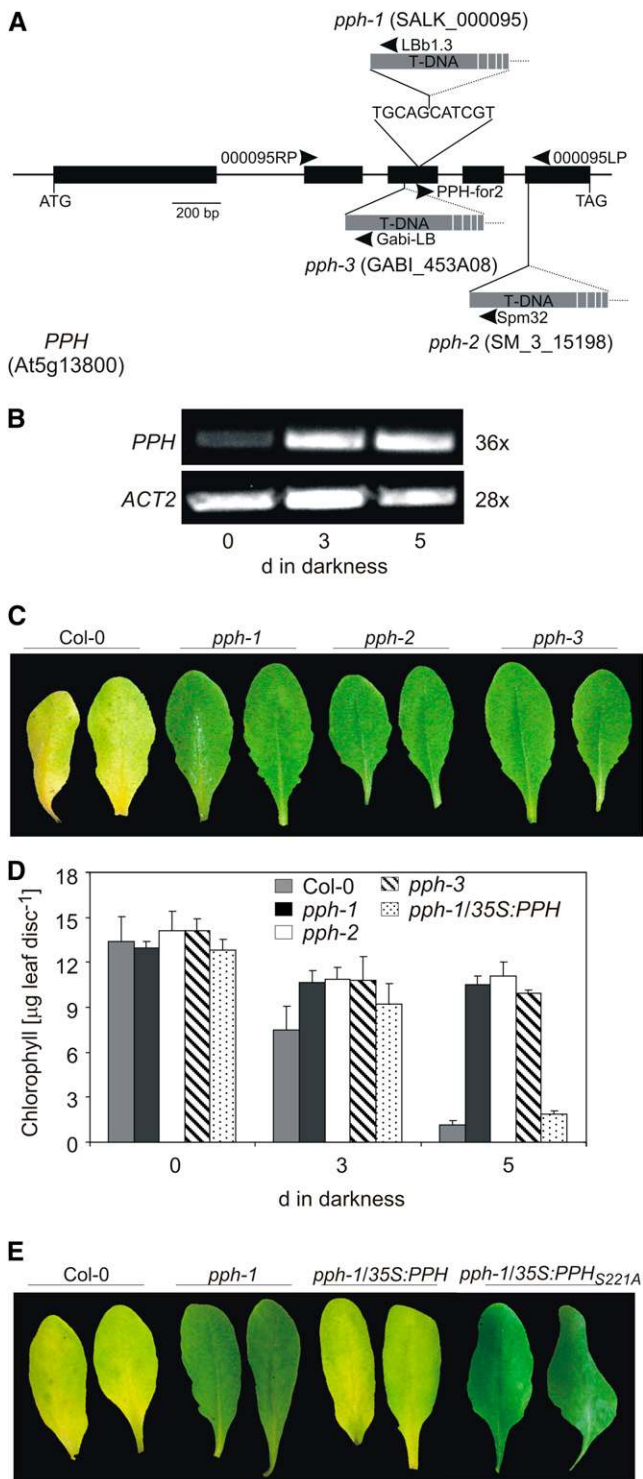 A
pph-1 (SALK_000095)
LBb1.3
T-DNA
TGCAGCATCGT
000095RP
000095LP
ATG
200 bp
PPH-for2
TAG
T-DNA
Gabi-LB
pph-3 (GABI_453A08)
T-DNA
Spm32
PPH
(At5g13800)
pph-2 (SM_3_15198)
B
PPH
36x
ACT2
28x
0 3 5
d in darkness
C
Col-0 pph-1 pph-2 pph-3
D
Chlorophyll [µg leaf disc⁻¹]
18
15
12
9
6
3
0
Col-0
pph-1
pph-2
pph-3
pph-1/35S:PPH
0 3 5
d in darkness
E
Col-0 pph-1 pph-1/35S:PPH pph-1/35S:PPH_S221A